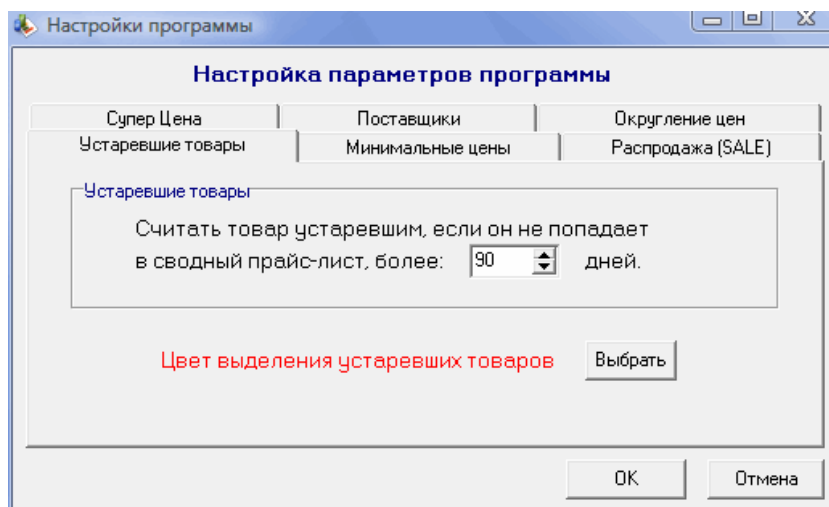 Настройки программы
Настройка параметров программы
Супер Цена
Поставщики
Округление цен
Устаревшие товары
Минимальные цены
Распродажа (SALE)
Устаревшие товары
Считать товар устаревшим, если он не попадает
в сводный прайс-лист, более: 90 дней.
Цвет выделения устаревших товаров
Выбрать
OK
Отмена